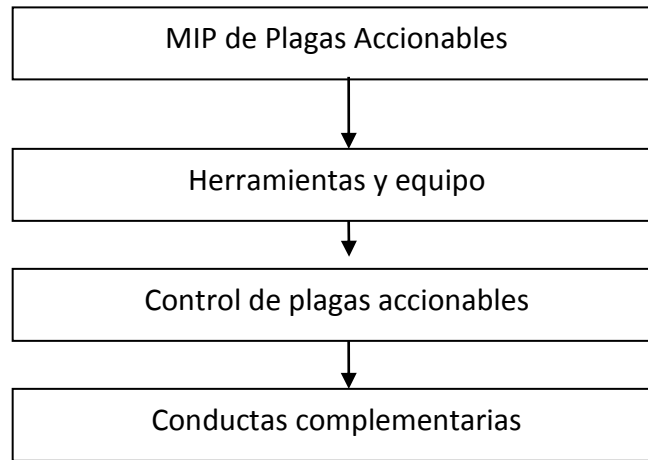 MIP de Plagas Accionables
Herramientas y equipo
Control de plagas accionables
Conductas complementarias